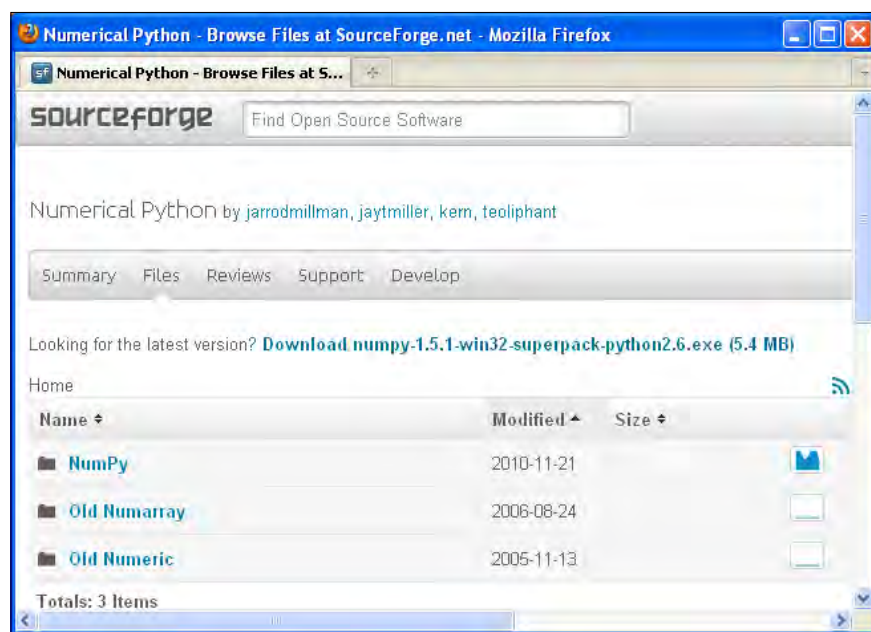 Numerical Python - Browse Files at SourceForge.net - Mozilla Firefox
Numerical Python - Browse Files at S...
sourceforge Find Open Source Software
Numerical Python by jarrodmillman, jaytmiller, kern, teoliphant
Summary Files Reviews Support Develop
Looking for the latest version? Download numpy-1.5.1-win32-superpack-python2.6.exe (5.4 MB)
Home
Name Modified Size
NumPy 2010-11-21
Old Numarray 2006-08-24
Old Numeric 2005-11-13
Totals: 3 Items